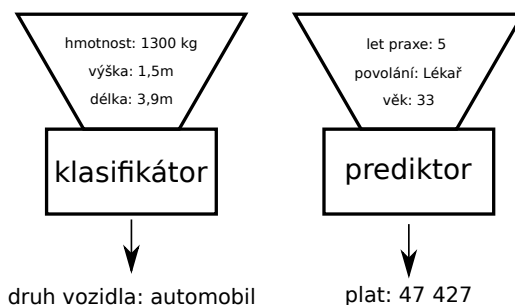 hmotnost: 1300 kg
výška: 1,5m
délka: 3,9m
klasifikátor
druh vozidla: automobil
let praxe: 5
povolání: Lékař
věk: 33
prediktor
plat: 47 427